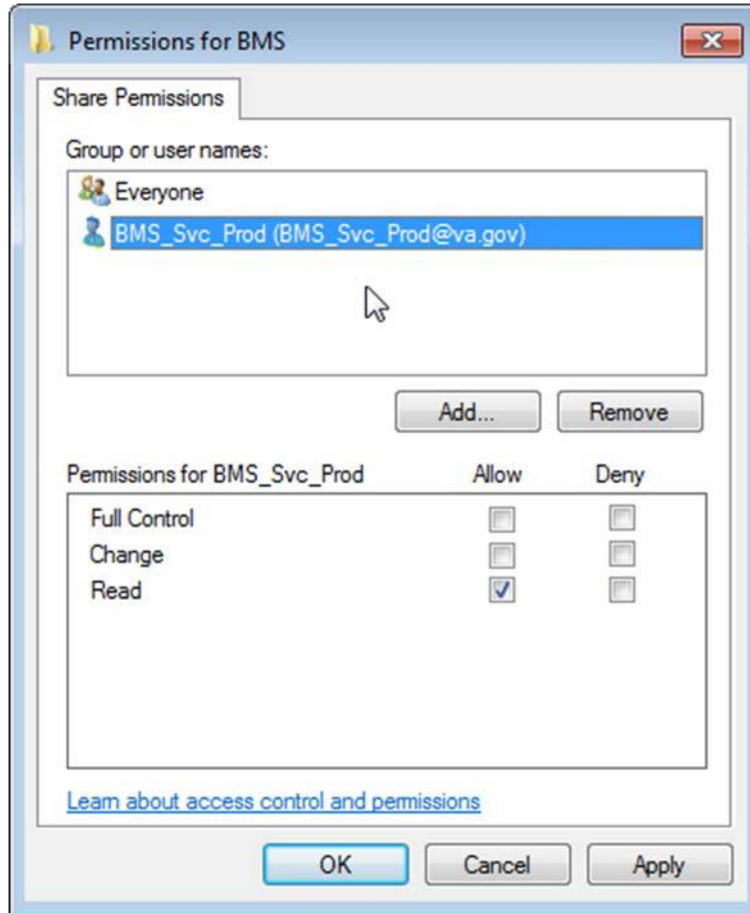 Permissions for BMS
Share Permissions
Group or user names:
Everyone
BMS_Svc_Prod (BMS_Svc_Prod@va.gov)
Add... Remove
Permissions for BMS_Svc_Prod Allow Deny
Full Control
Change
Read
Learn about access control and permissions
OK Cancel Apply